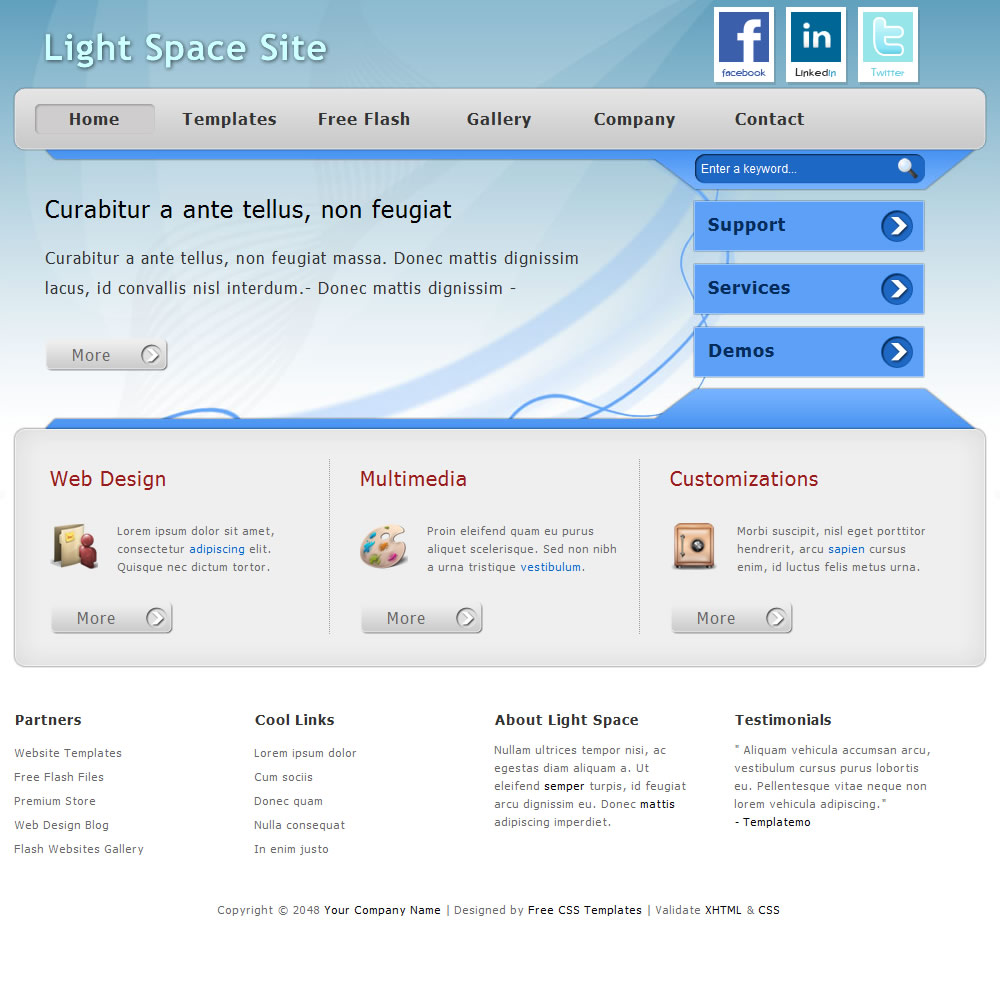 Light Space Site
facebook
in
LinkedIn
Twitter
Home Templates Free Flash Gallery Company Contact
Enter a keyword...
Curabitur a ante tellus, non feugiat
Curabitur a ante tellus, non feugiat massa. Donec mattis dignissim
lacus, id convallis nisl interdum.- Donec mattis dignissim -
More
Support
Services
Demos
Web Design
Lorem ipsum dolor sit amet,
consectetur adipiscing elit.
Quisque nec dictum tortor.
More
Multimedia
Proin eleifend quam eu purus
aliquet scelerisque. Sed non nibh
a urna tristique vestibulum.
More
Customizations
Morbi suscipit, nisl eget porttitor
hendrerit, arcu sapien cursus
enim, id luctus felis metus urna.
More
Partners
Website Templates
Free Flash Files
Premium Store
Web Design Blog
Flash Websites Gallery
Cool Links
Lorem ipsum dolor
Cum sociis
Donec quam
Nulla consequat
In enim justo
About Light Space
Nullam ultrices tempor nisi, ac
egestas diam aliquam a. Ut
eleifend semper turpis, id feugiat
arcu dignissim eu. Donec mattis
adipiscing imperdiet.
Testimonials
" Aliquam vehicula accumsan arcu,
vestibulum cursus purus lobortis
eu. Pellentesque vitae neque non
lorem vehicula adipiscing."
- Templatemo
Copyright © 2048 Your Company Name | Designed by Free CSS Templates | Validate XHTML & CSS